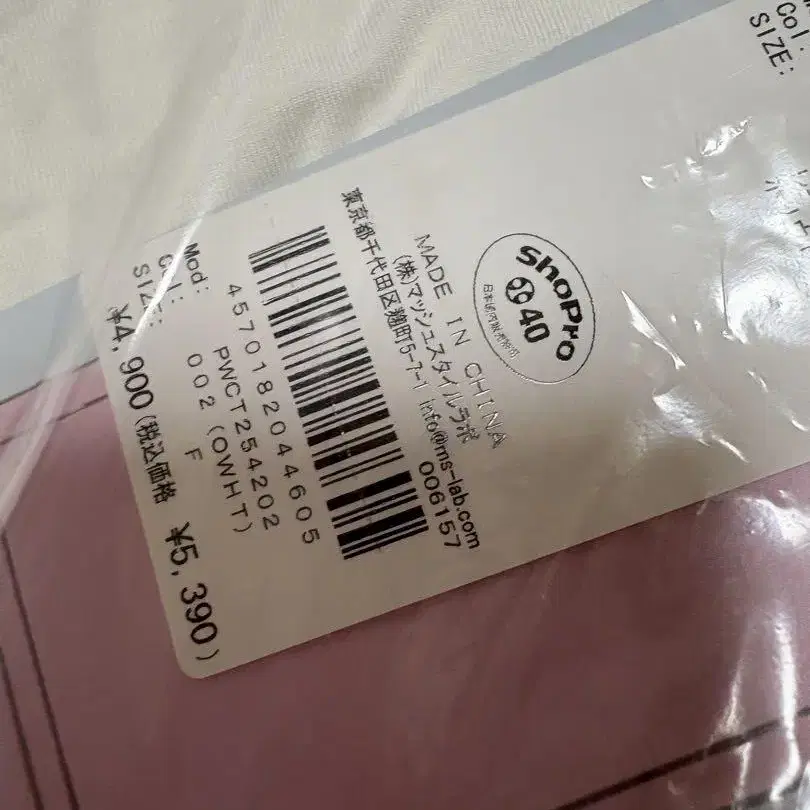 Col:
SIZE:
Shopro
40
MADE IN CHINA
(株)マッシュスタイルラボ
東京都千代田区麹町5-7-1 info@ms-lab.com
006157
4570182044605
Mod: PWCT254202
Col: 002 (OWHT)
SIZE: F
¥4,900(税込価格 ¥5,390)